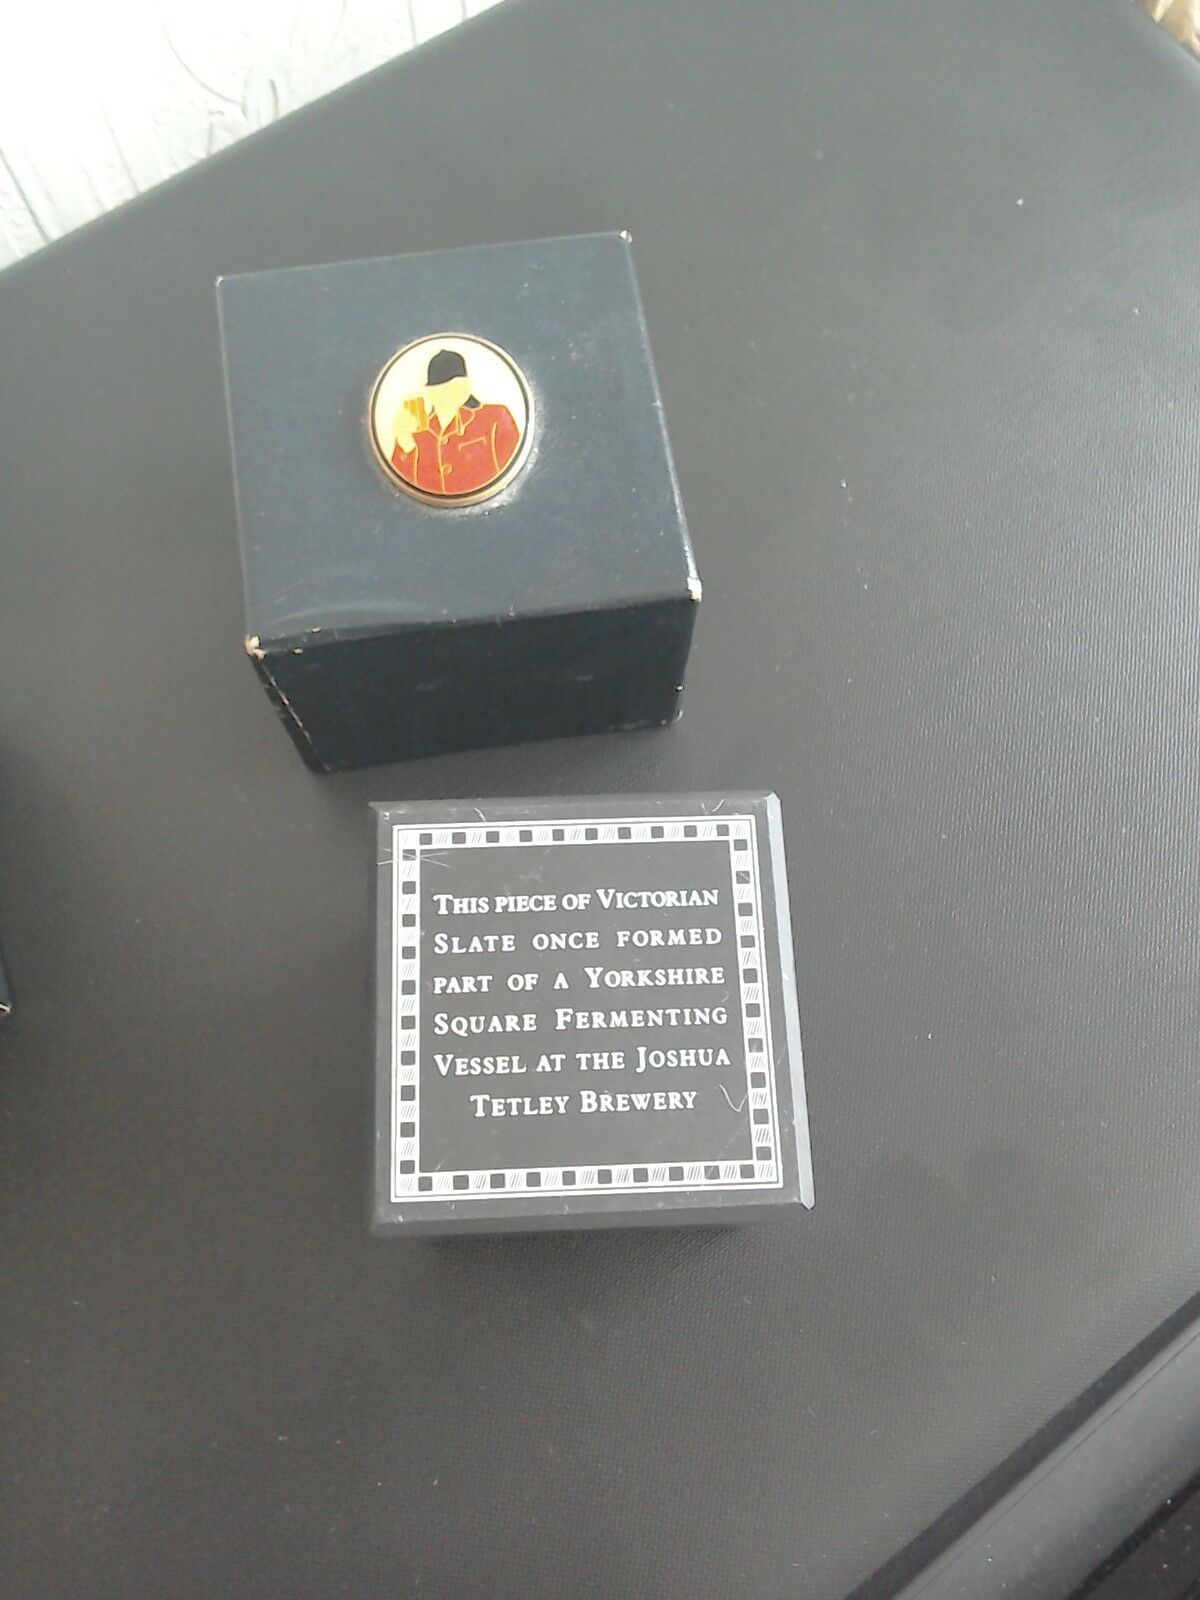 THIS PIECE OF VICTORIAN
SLATE ONCE FORMED
PART OF A YORKSHIRE
SQUARE FERMENTING
VESSEL AT THE JOSHUA
TETLEY BREWERY